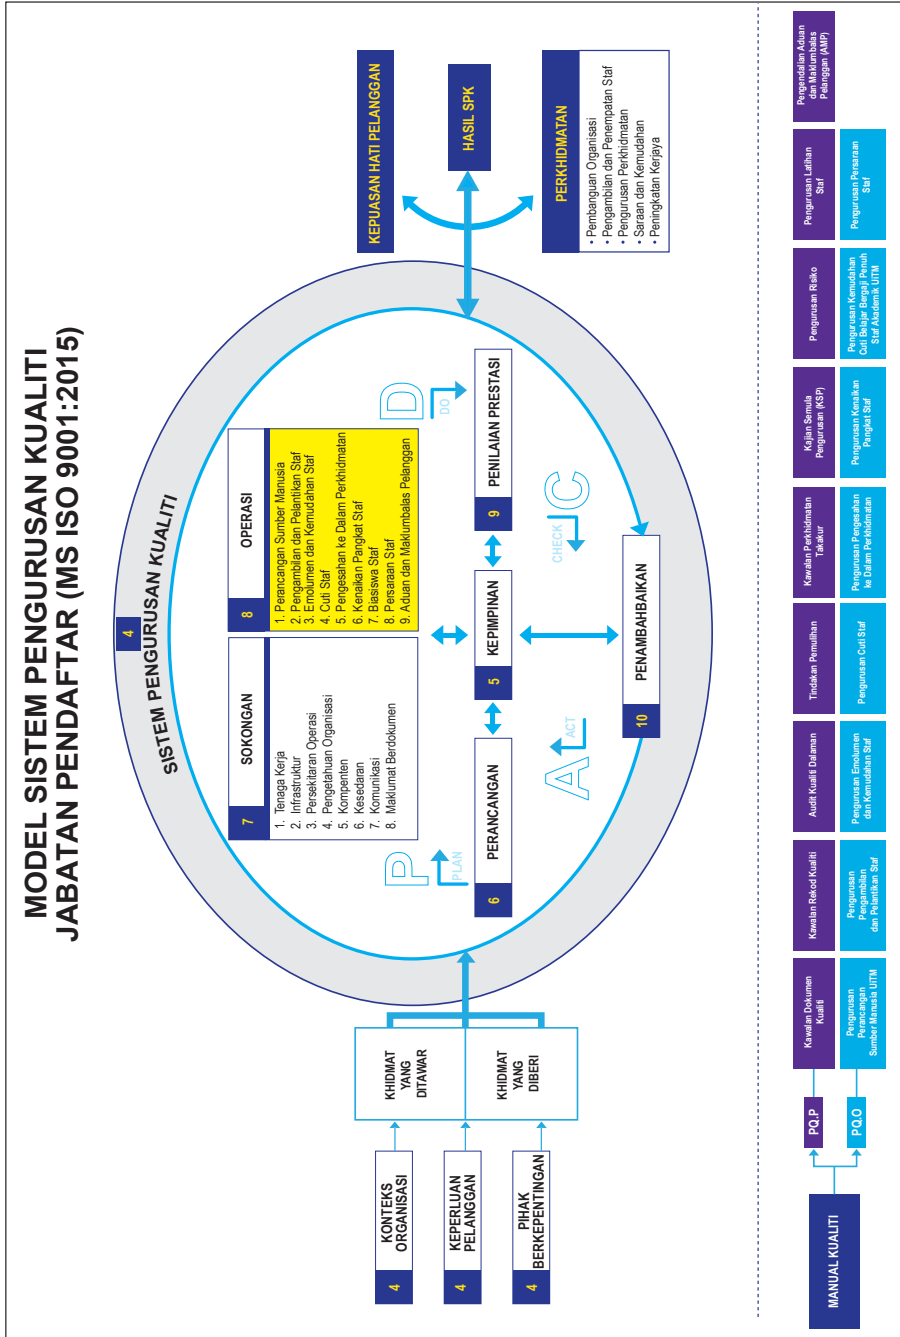 MODEL SISTEM PENGURUSAN KUALITI
JABATAN PENDAFTAR (MS ISO 9001:2015)
4
KONTEKS
ORGANISASI
4
KEPERLUAN
PELANGGAN
4
PIHAK
BERKEPENTINGAN
KHIDMAT
YANG
DITAWAR
KHIDMAT
YANG
DIBERI
4
SISTEM PENGURUSAN KUALITI
7
SOKONGAN
1. Tenaga Kerja
2. Infrastruktur
3. Persekitaran Operasi
4. Pengetahuan Organisasi
5. Kompenten
6. Kesedaran
7. Komunikasi
8. Maklumat Berdokumen
8
OPERASI
1. Perancangan Sumber Manusia
2. Pengambilan dan Pelantikan Staf
3. Emolumen dan Kemudahan Staf
4. Cuti Staf
5. Pengesahan ke Dalam Perkhidmatan
6. Kenaikan Pangkat Staf
7. Biasiswa Staf
8. Persaraan Staf
9. Aduan dan Maklumbalas Pelanggan
P
PLAN
D
DO
6
PERANCANGAN
5
KEPIMPINAN
9
PENILAIAN PRESTASI
A
ACT
CHECK
C
10
PENAMBAHBAIKAN
KEPUASAN HATI PELANGGAN
HASIL SPK
PERKHIDMATAN
• Pembanguan Organisasi
• Pengambilan dan Penempatan Staf
• Pengurusan Perkhidmatan
• Saraan dan Kemudahan
• Peningkatan Kerjaya
MANUAL KUALITI
PQ.P
Kawalan Dokumen
Kualiti
Kawalan Rekod Kualiti
Audit Kualiti Dalaman
Tindakan Pemulihan
Kawalan Perkhidmatan
Takakur
Kajian Semula
Pengurusan (KSP)
Pengurusan Risiko
Pengurusan Latihan
Staf
Pengendalian Aduan
dan Maklumbalas
Pelanggan (AMP)
PQ.O
Pengurusan
Perancangan
Sumber Manusia UiTM
Pengurusan
Pengambilan
dan Pelantikan Staf
Pengurusan Emolumen
dan Kemudahan Staf
Pengurusan Cuti Staf
Pengurusan Pengesahan
ke Dalam Perkhidmatan
Pengurusan Kenaikan
Pangkat Staf
Pengurusan Kemudahan
Cuti Belajar Bergaji Penuh
Staf Akademik UiTM
Pengurusan Persaraan
Staf